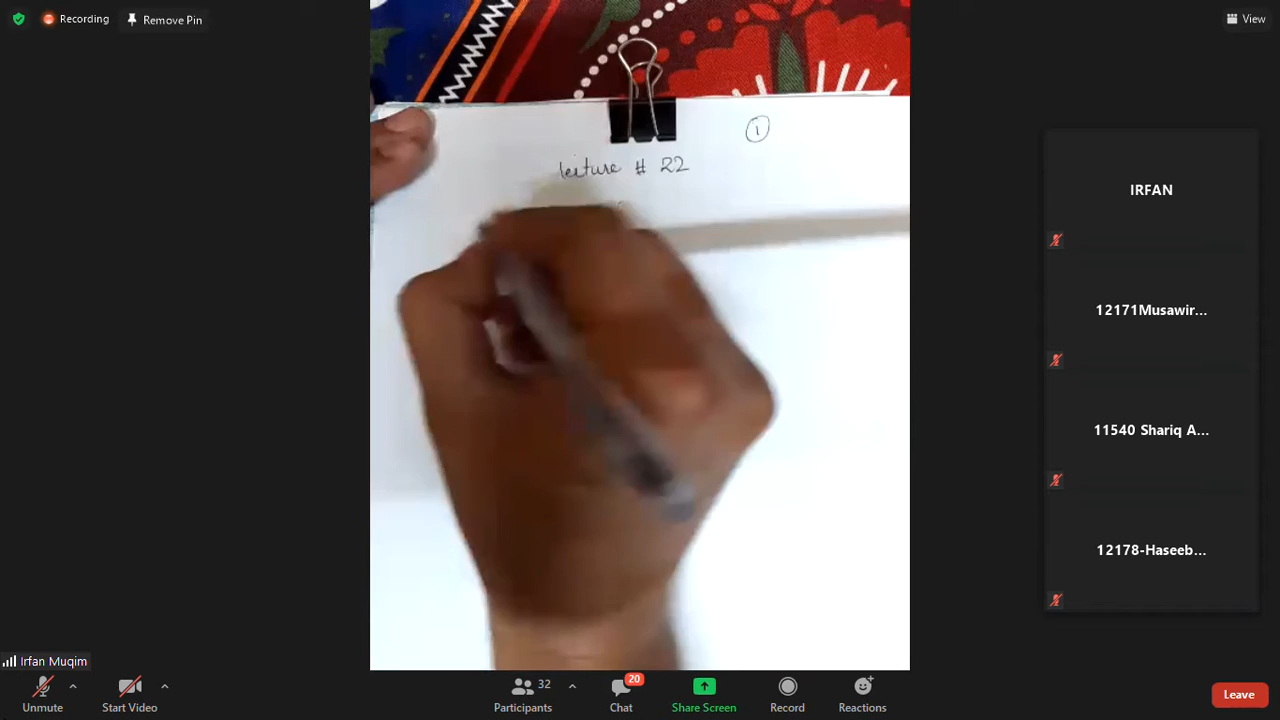 Recording
Remove Pin
View
1
lecture # 22
IRFAN
12171Musawir...
11540 Shariq A...
12178-Haseeb...
Irfan Muqim
Unmute
Start Video
32
Participants
20
Chat
Share Screen
Record
Reactions
Leave